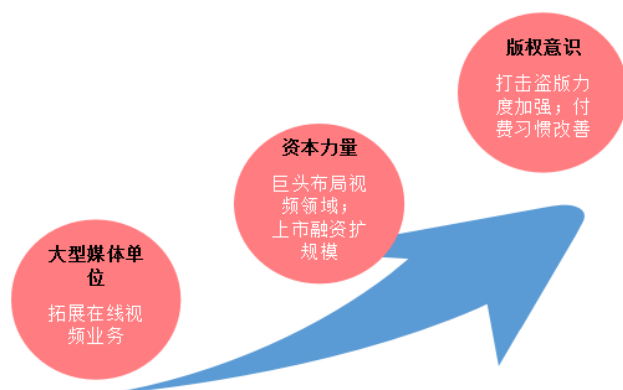 版权意识
打击盗版力
度加强；付
费习惯改善
资本力量
巨头布局视
频领域；
上市融资扩
规模
大型媒体单
位
拓展在线视
频业务